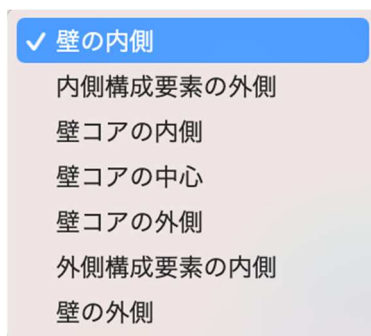 ✓ 壁の内側
内側構成要素の外側
壁コアの内側
壁コアの中心
壁コアの外側
外側構成要素の内側
壁の外側